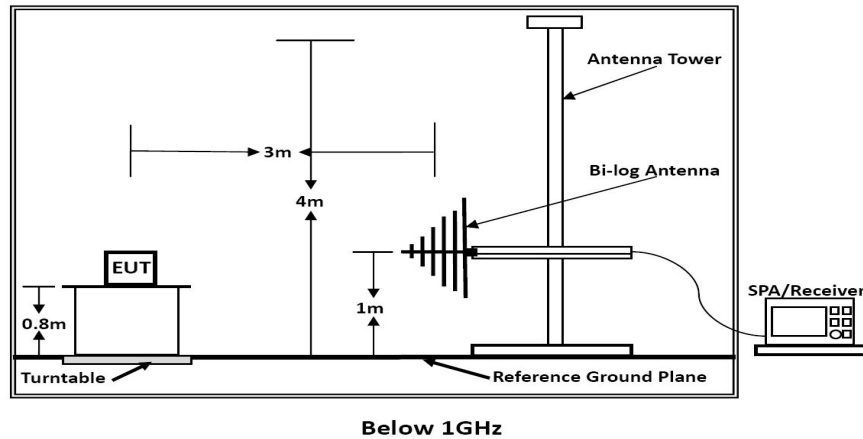 Antenna Tower
3m
Bi-log Antenna
4m
EUT
SPA/Receiver
0.8m
1m
Turntable
Reference Ground Plane
Below 1GHz